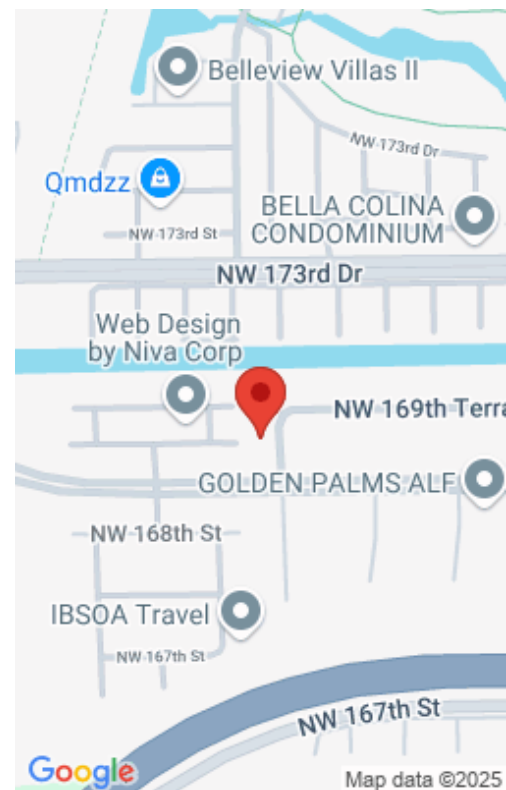 Belleview Villas II
NW 173rd Dr
Qmdzz
BELLA COLINA
CONDOMINIUM
NW 173rd St
NW 173rd Dr
Web Design
by Niva Corp
NW 169th Terra
GOLDEN PALMS ALF
NW 168th St
IBSOA Travel
NW 167th St
NW 167th St
Google
Map data ©2025